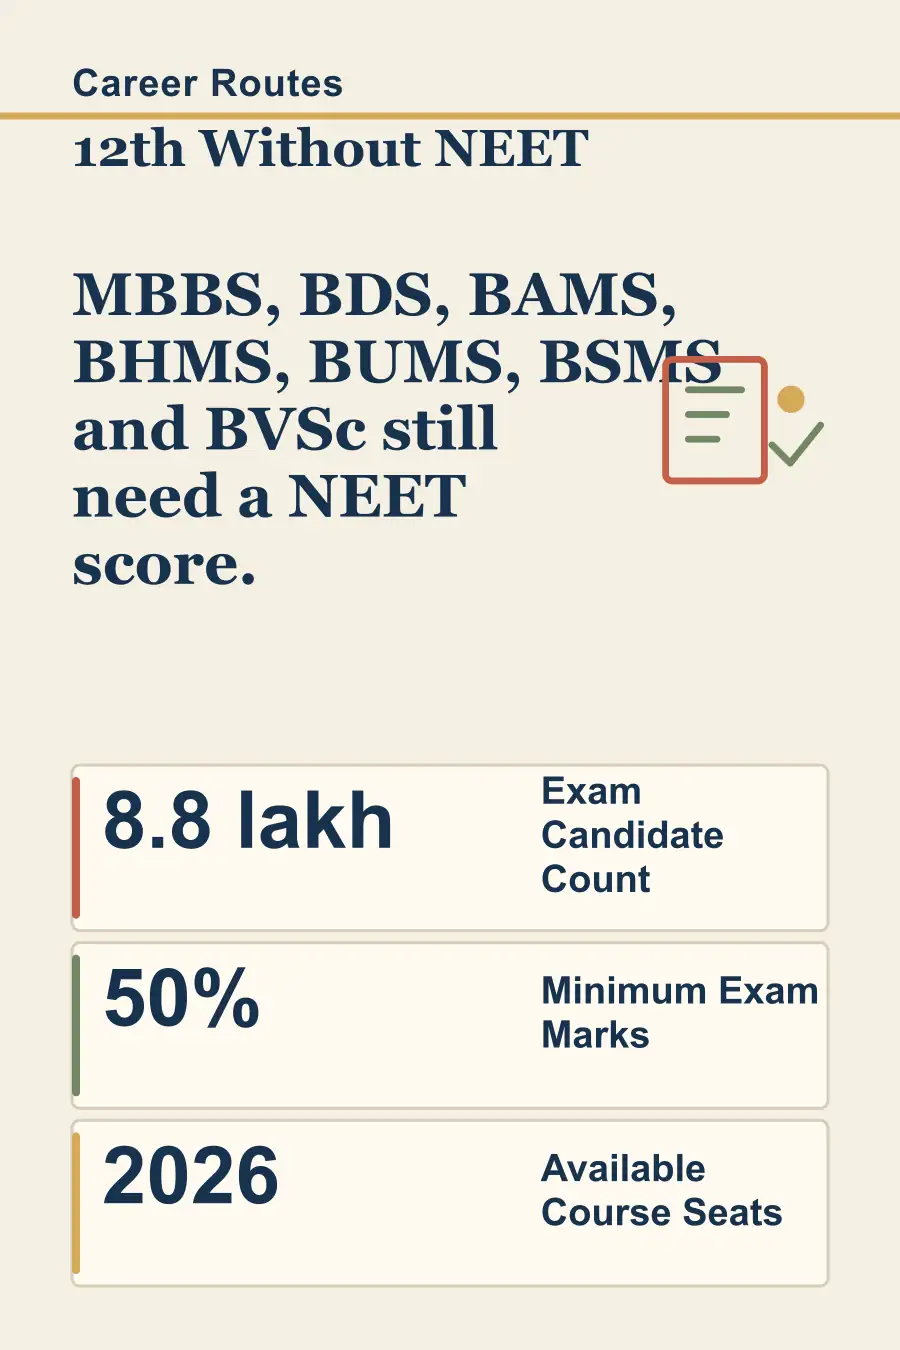 Career Routes
12th Without NEET
MBBS, BDS, BAMS,
BHMS, BUMS, BSMS
and BVSc still
need a NEET
score.
8.8 lakh
Exam
Candidate
Count
50%
Minimum Exam
Marks
2026
Available
Course Seats